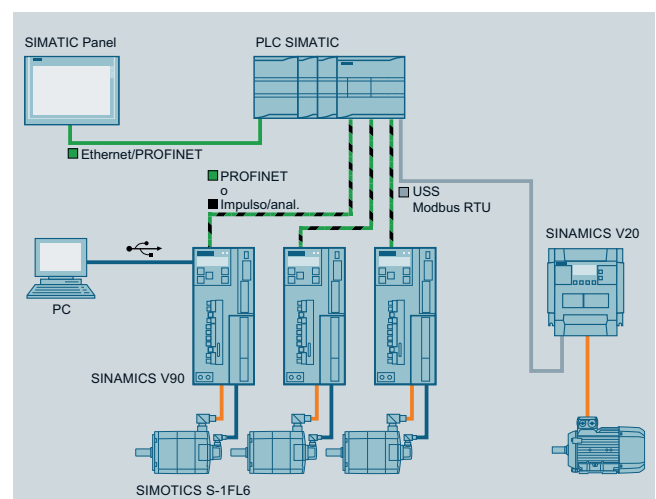 SIMATIC Panel
PLC SIMATIC
Ethernet/PROFINET
PROFINET
o
Impulso/anal.
USS
Modbus RTU
SINAMICS V20
PC
SINAMICS V90
SIMOTICS S-1FL6